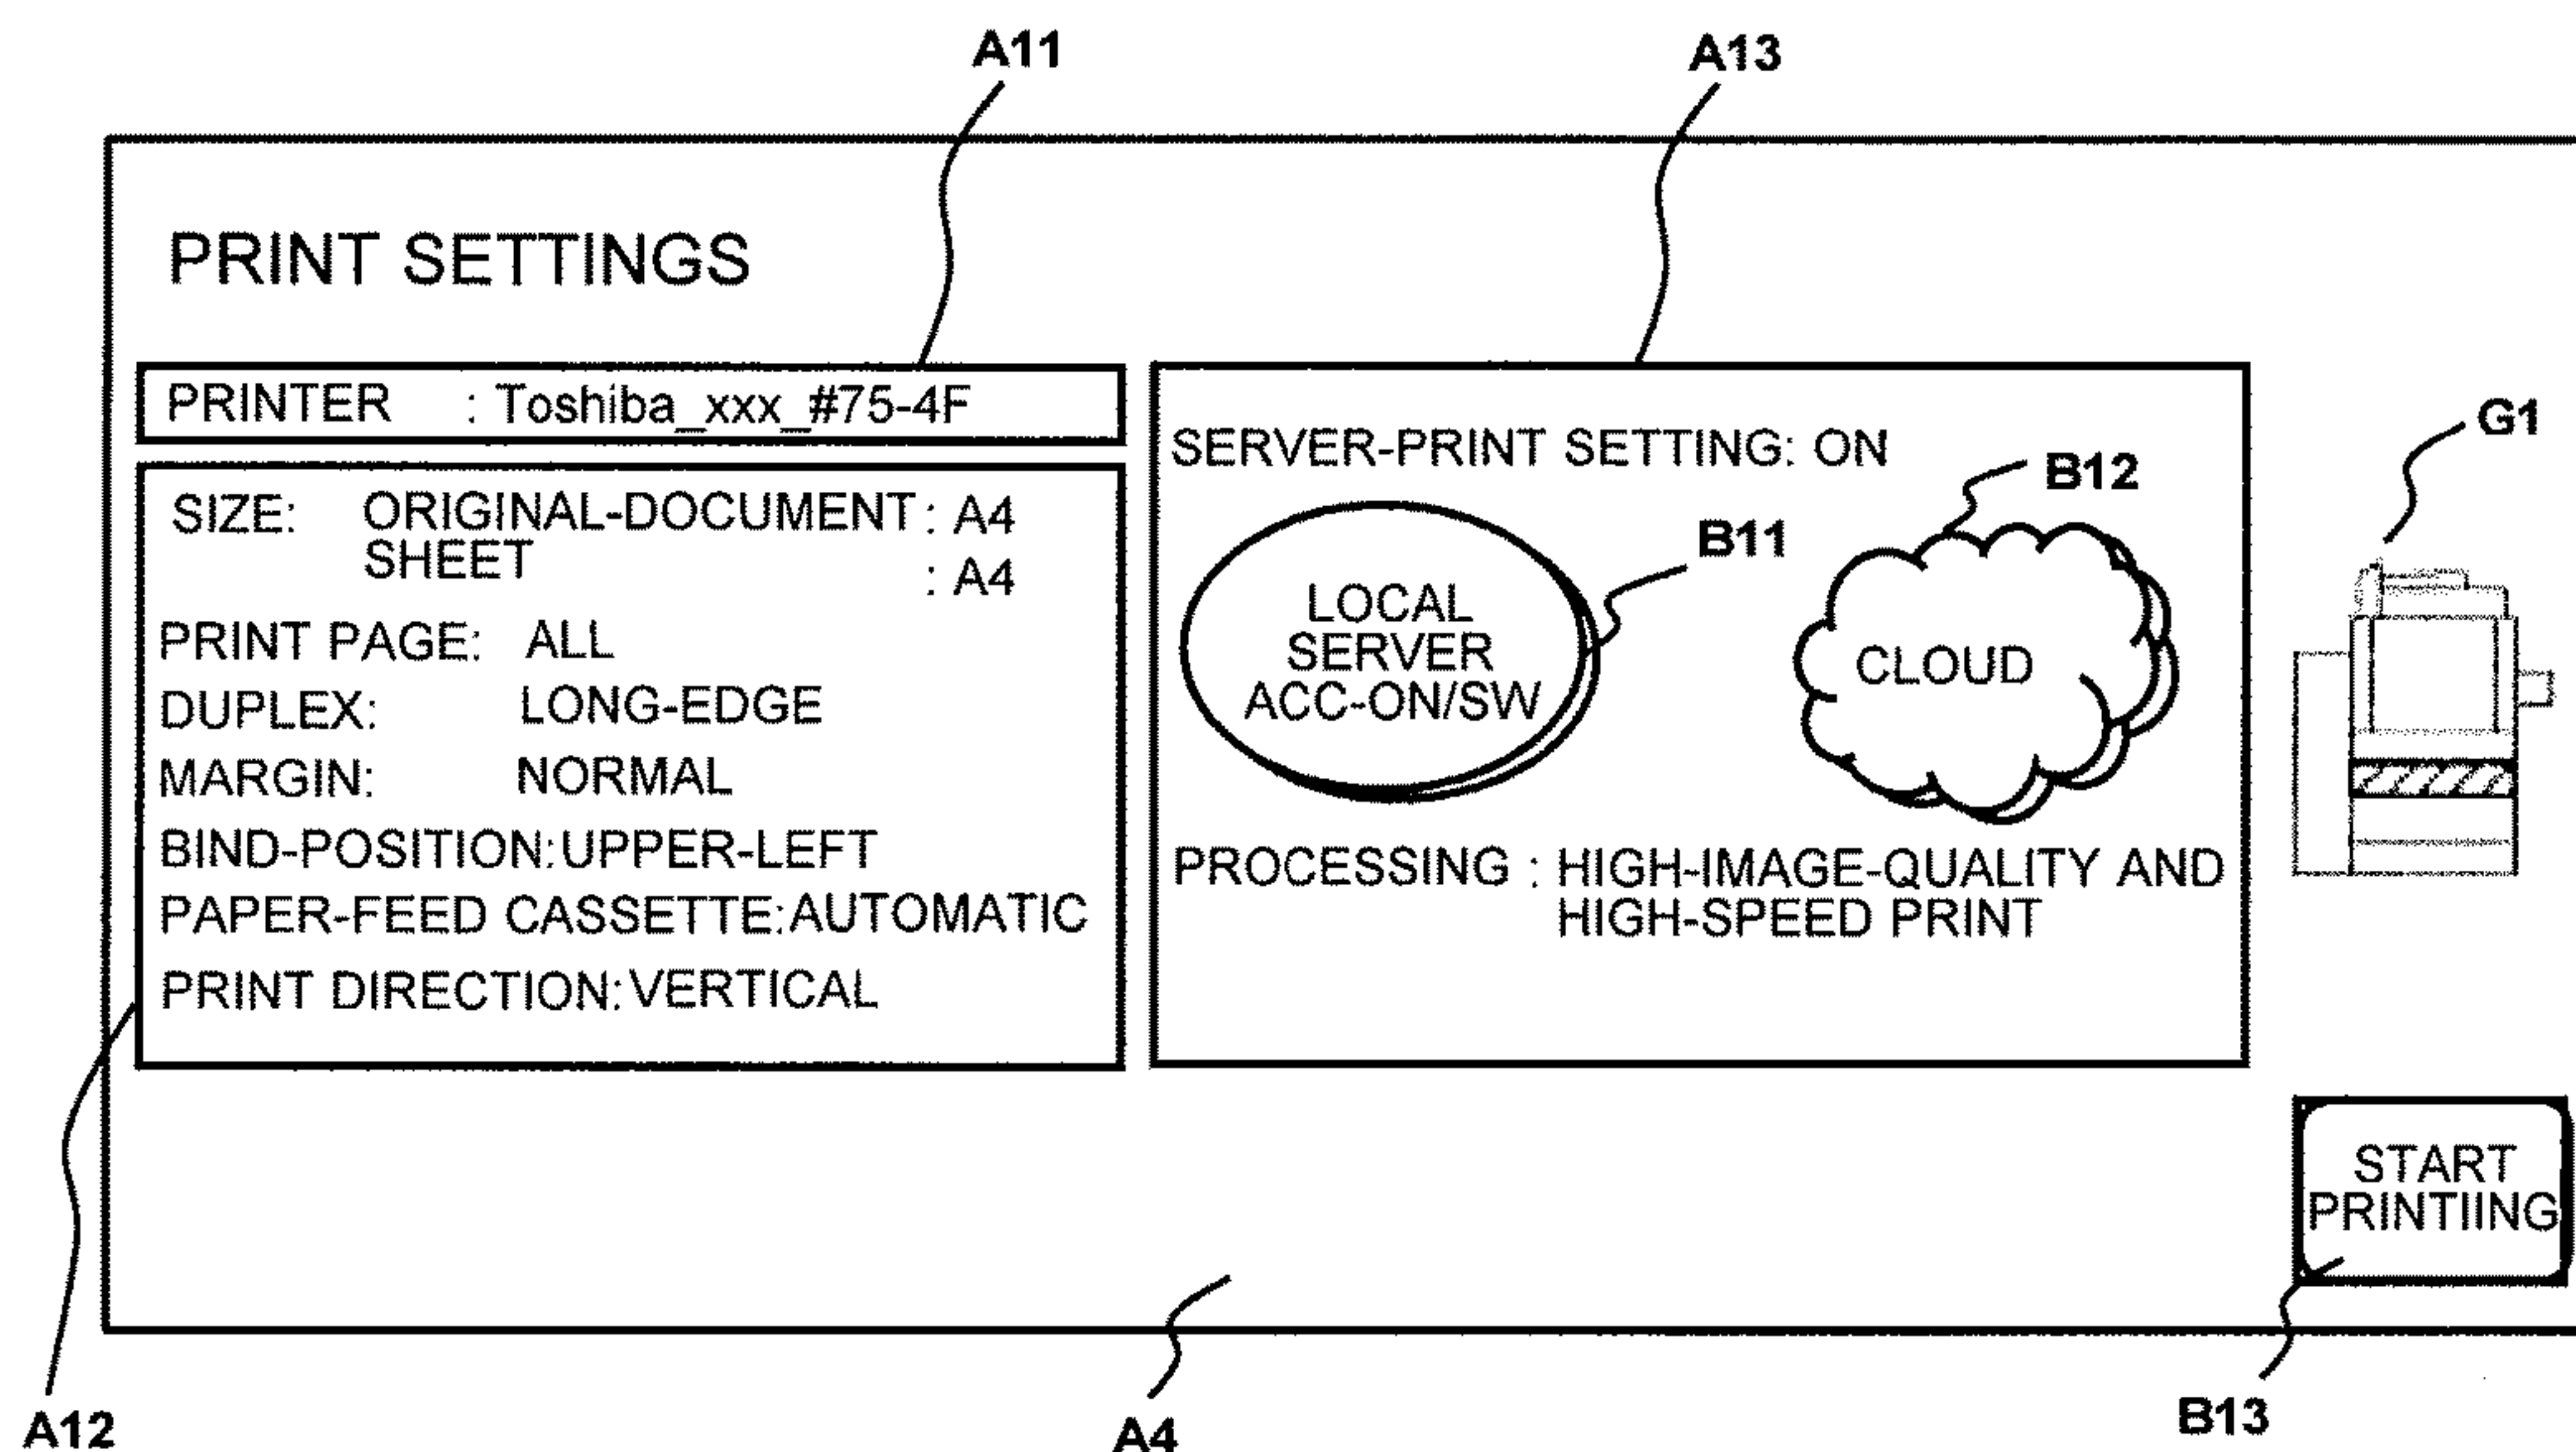 A11
A13
PRINT SETTINGS
PRINTER : Toshiba_xxx_#75-4F
SIZE: ORIGINAL-DOCUMENT : A4
SHEET : A4
PRINT PAGE: ALL
DUPLEX: LONG-EDGE
MARGIN: NORMAL
BIND-POSITION:UPPER-LEFT
PAPER-FEED CASSETTE:AUTOMATIC
PRINT DIRECTION:VERTICAL
SERVER-PRINT SETTING: ON
B12
B11
LOCAL
SERVER
ACC-ON/SW
CLOUD
PROCESSING : HIGH-IMAGE-QUALITY AND
HIGH-SPEED PRINT
G1
START
PRINTIING
A12
A4
B13